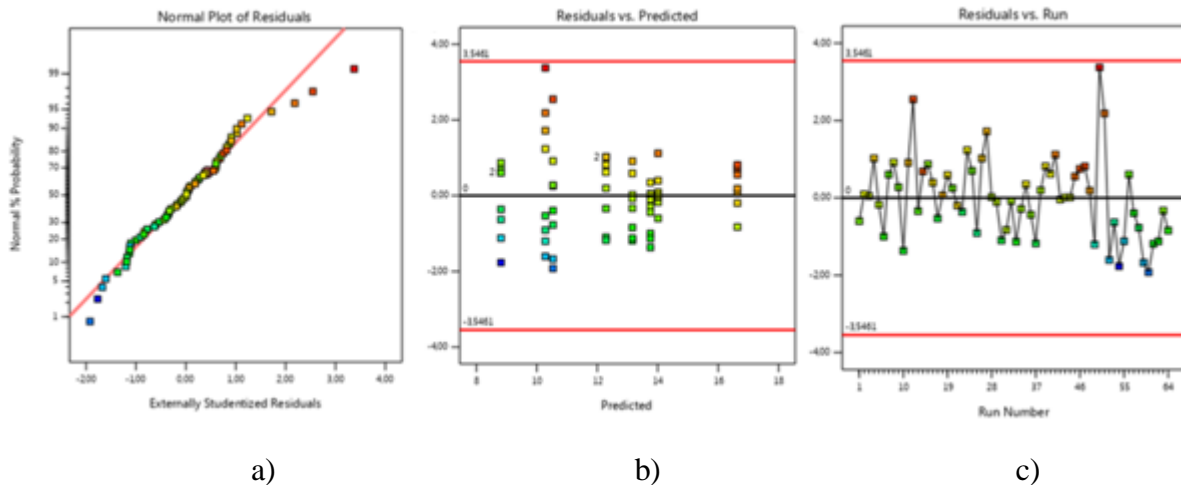 Normal Plot of Residuals
Normal % Probability
99
95
90
80
70
50
30
20
10
5
1
-2.00 -1.00 0.00 1.00 2.00 3.00 4.00
Externally Studentized Residuals
Residuals vs. Predicted
4.00
3.5461
2.00
0.00
0
-2.00
-3.5461
-4.00
2
2
8 10 12 14 16 18
Predicted
Residuals vs. Run
4.00
3.5461
2.00
0.00
0
-2.00
-3.5461
-4.00
1 10 19 28 37 46 55 64
Run Number
a) b) c)